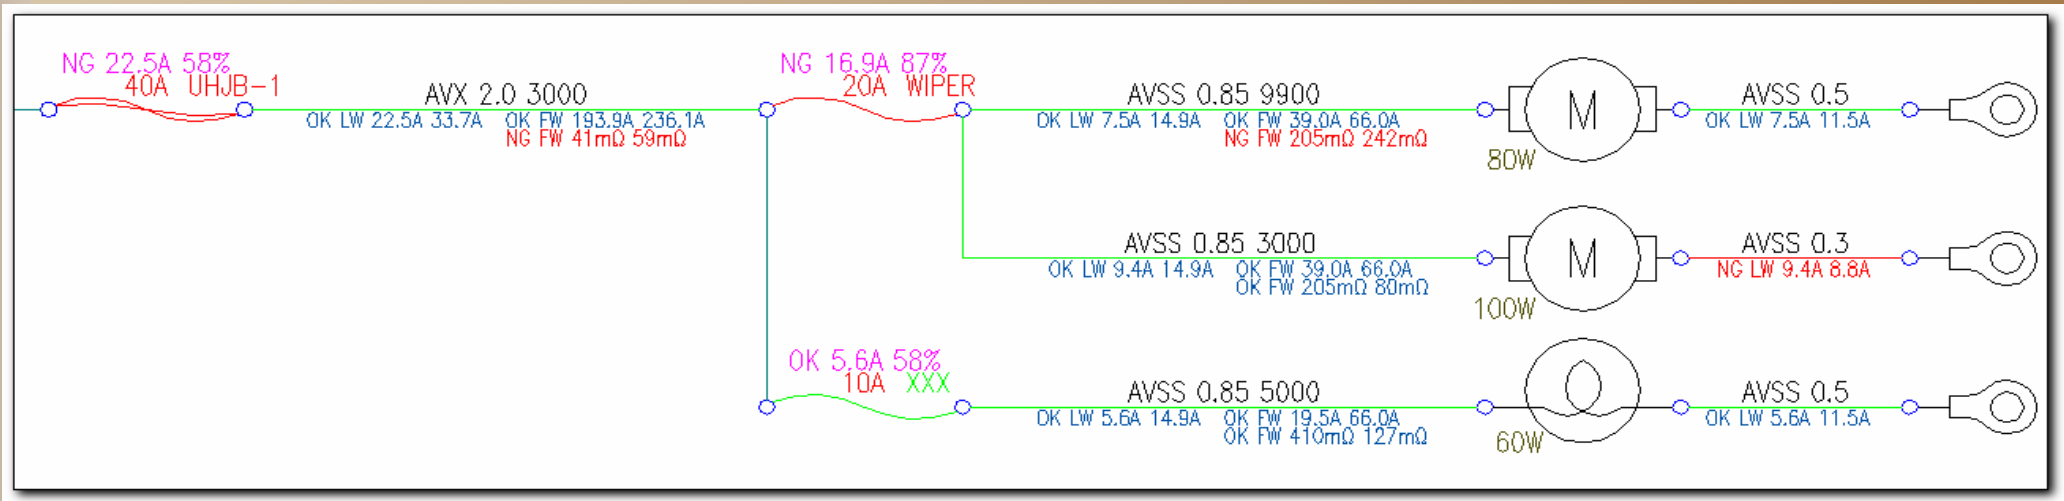 NG 22.5A 58%
40A UHJB-1
AVX 2.0 3000
OK LW 22.5A 33.7A OK FW 193.9A 236.1A
NG FW 41mΩ 59mΩ
NG 16.9A 87%
20A WIPER
AVSS 0.85 9900
OK LW 7.5A 14.9A OK FW 39.0A 66.0A
NG FW 205mΩ 242mΩ
M
80W
AVSS 0.5
OK LW 7.5A 11.5A
AVSS 0.85 3000
OK LW 9.4A 14.9A OK FW 39.0A 66.0A
OK FW 205mΩ 80mΩ
M
100W
AVSS 0.3
NG LW 9.4A 8.8A
OK 5.6A 58%
10A XXX
AVSS 0.85 5000
OK LW 5.6A 14.9A OK FW 19.5A 66.0A
OK FW 410mΩ 127mΩ
60W
AVSS 0.5
OK LW 5.6A 11.5A